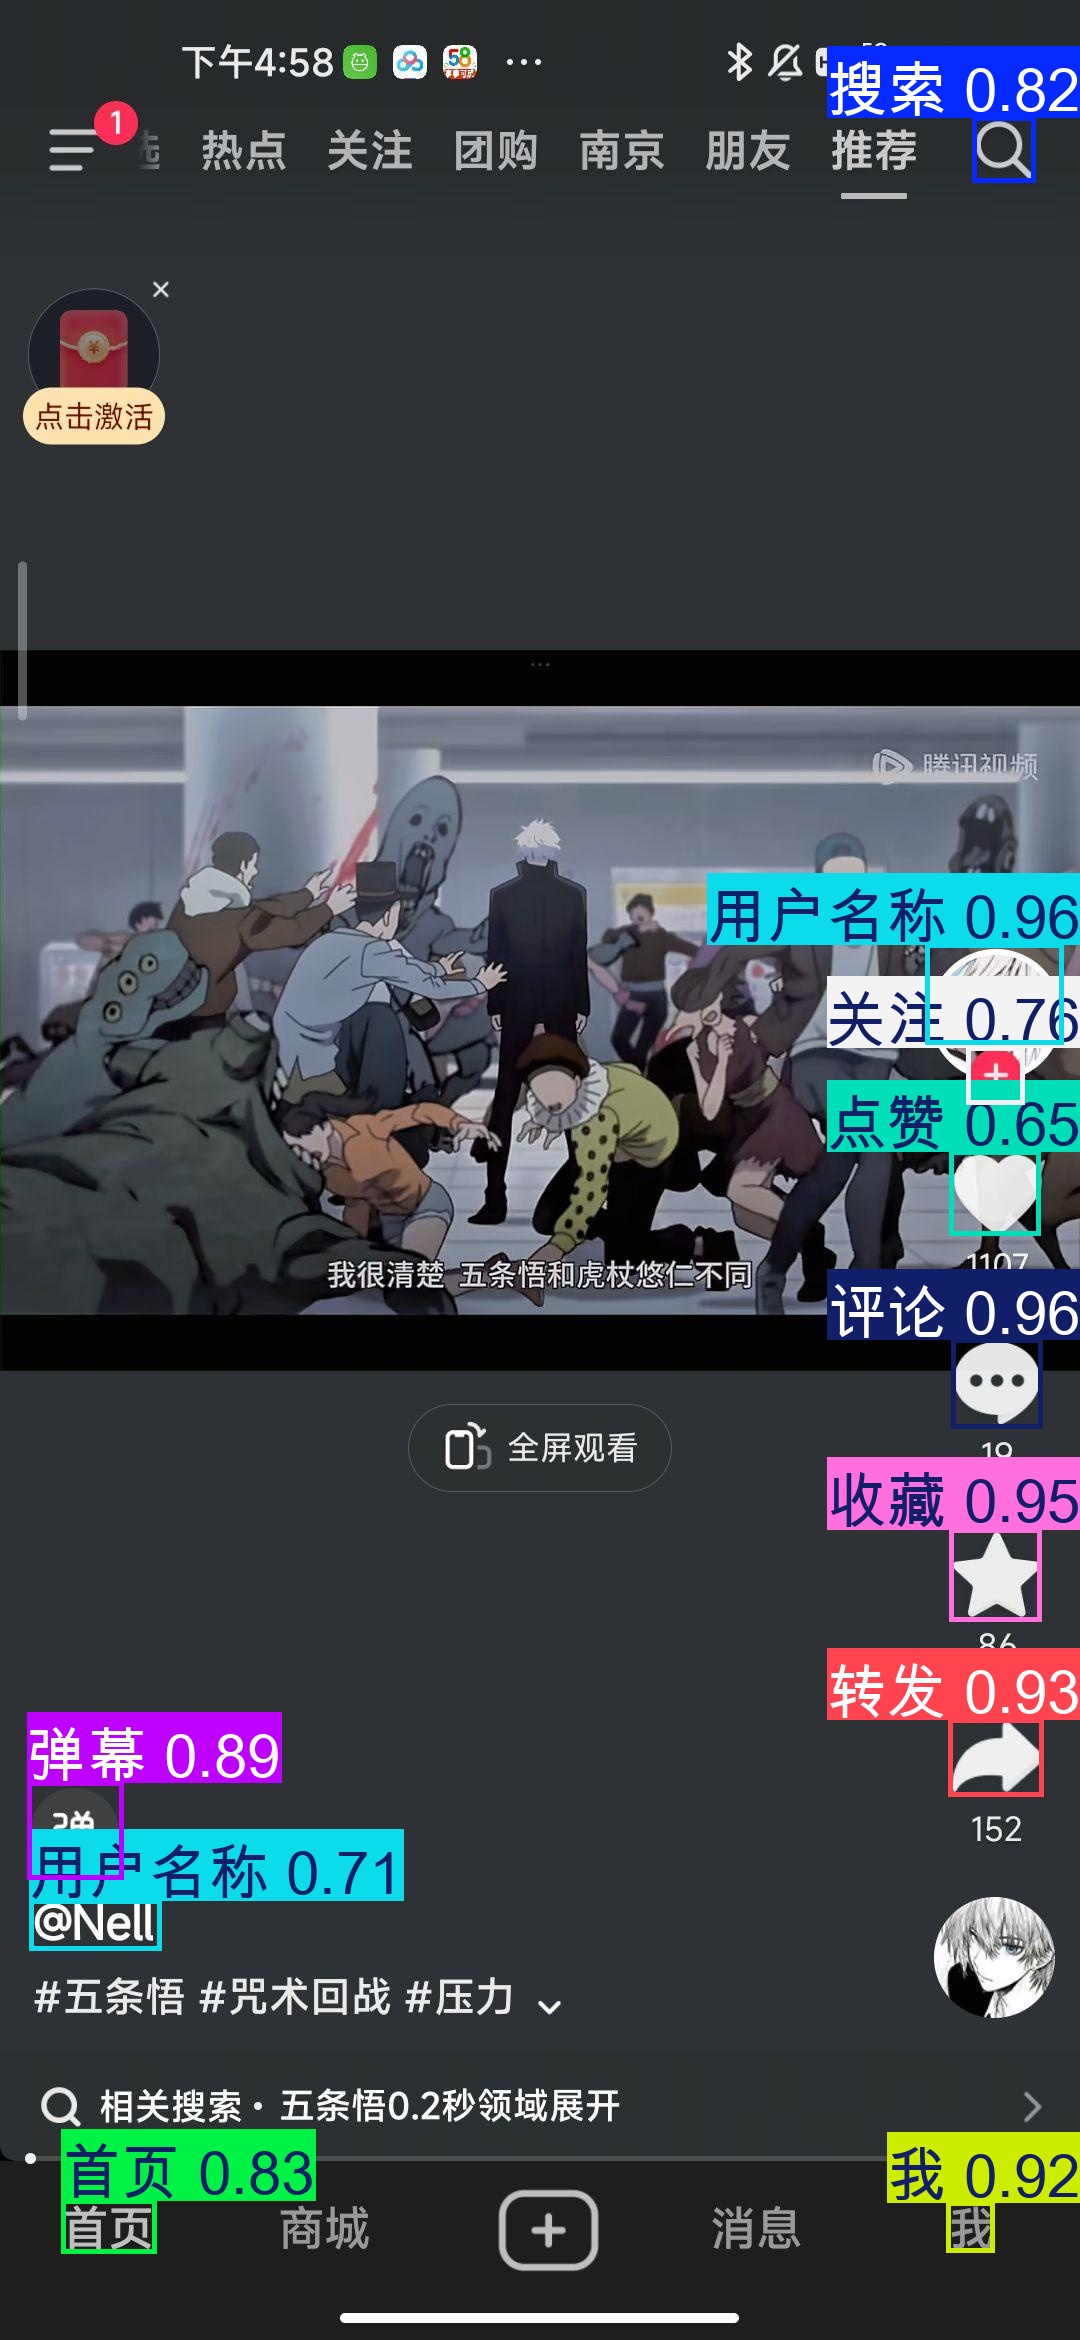 下午4:58
58
搜索 0.82
1
热点 关注 团购 南京 朋友 推荐
点击激活
腾讯视频
用户名称 0.96
关注 0.76
点赞 0.65
1107
我很清楚 五条悟和虎杖悠仁不同
评论 0.96
全屏观看
19
收藏 0.95
86
转发 0.93
弹幕 0.89
弹
152
用户名称 0.71
@Nell
#五条悟 #咒术回战 #压力
相关搜索 · 五条悟0.2秒领域展开
首页 0.83
我 0.92
首页 商城 消息 我